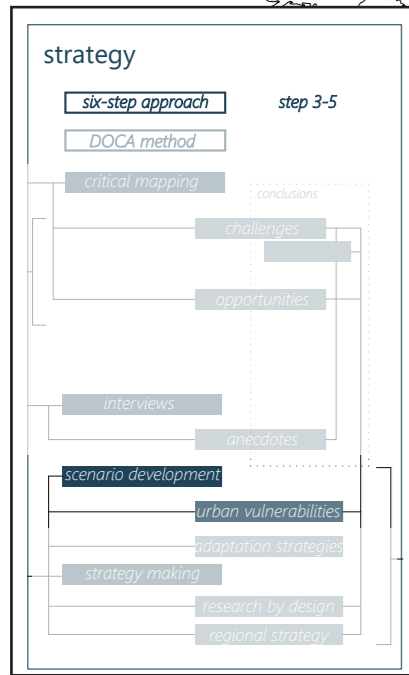 strategy
six-step approach step 3-5
DOCA method
critical mapping
conclusions
challenges
opportunities
interviews
anecdotes
scenario development
urban vulnerabilities
adaptation strategies
strategy making
research by design
regional strategy